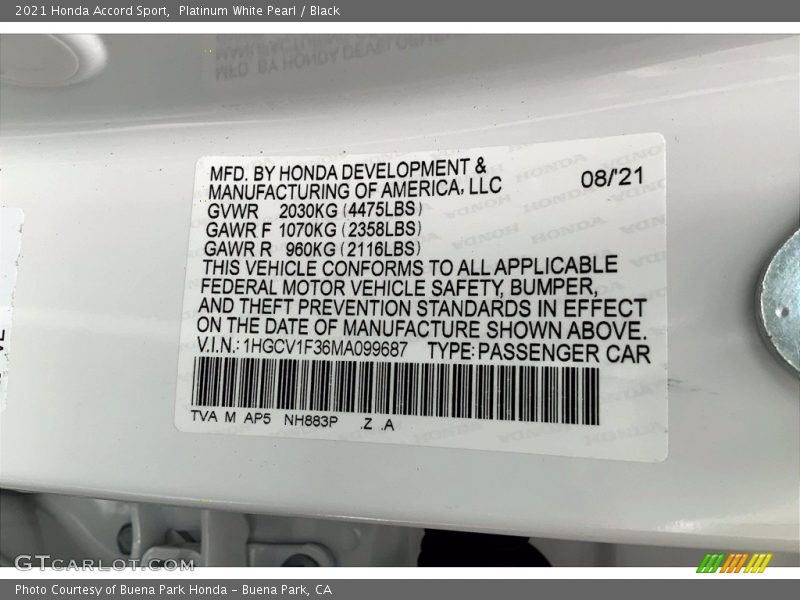 2021 Honda Accord Sport, Platinum White Pearl / Black
MFD. BY HONDA DEVELOPMENT &
MANUFACTURING OF AMERICA, LLC
08/'21
GVWR 2030KG (4475LBS)
GAWR F 1070KG (2358LBS)
GAWR R 960KG (2116LBS)
THIS VEHICLE CONFORMS TO ALL APPLICABLE
FEDERAL MOTOR VEHICLE SAFETY, BUMPER,
AND THEFT PREVENTION STANDARDS IN EFFECT
ON THE DATE OF MANUFACTURE SHOWN ABOVE.
V.I.N.: 1HGCV1F36MA099687 TYPE: PASSENGER CAR
TVA M AP5 NH883P .Z .A
GTCARLOT.COM
Photo Courtesy of Buena Park Honda - Buena Park, CA